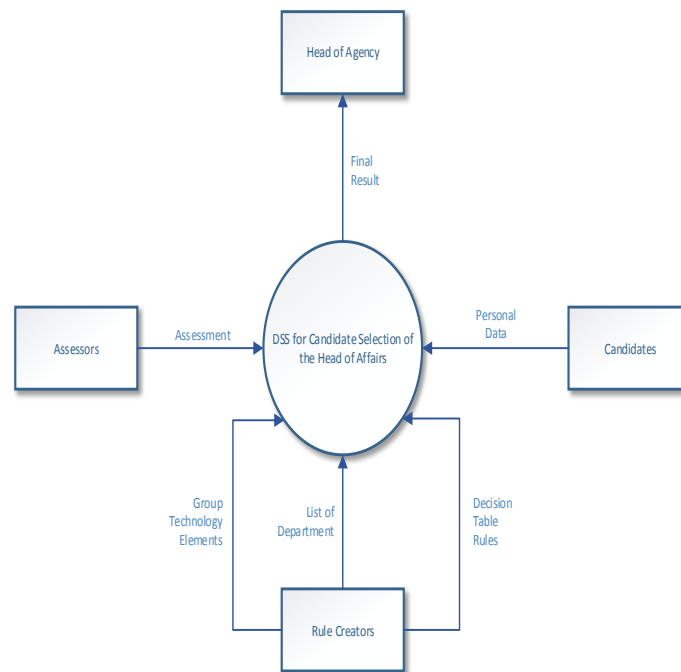 Head of Agency
Final
Result
DSS for Candidate Selection of
the Head of Affairs
Assessors
Assessment
Personal
Data
Candidates
Group
Technology
Elements
List of
Department
Decision
Table
Rules
Rule Creators